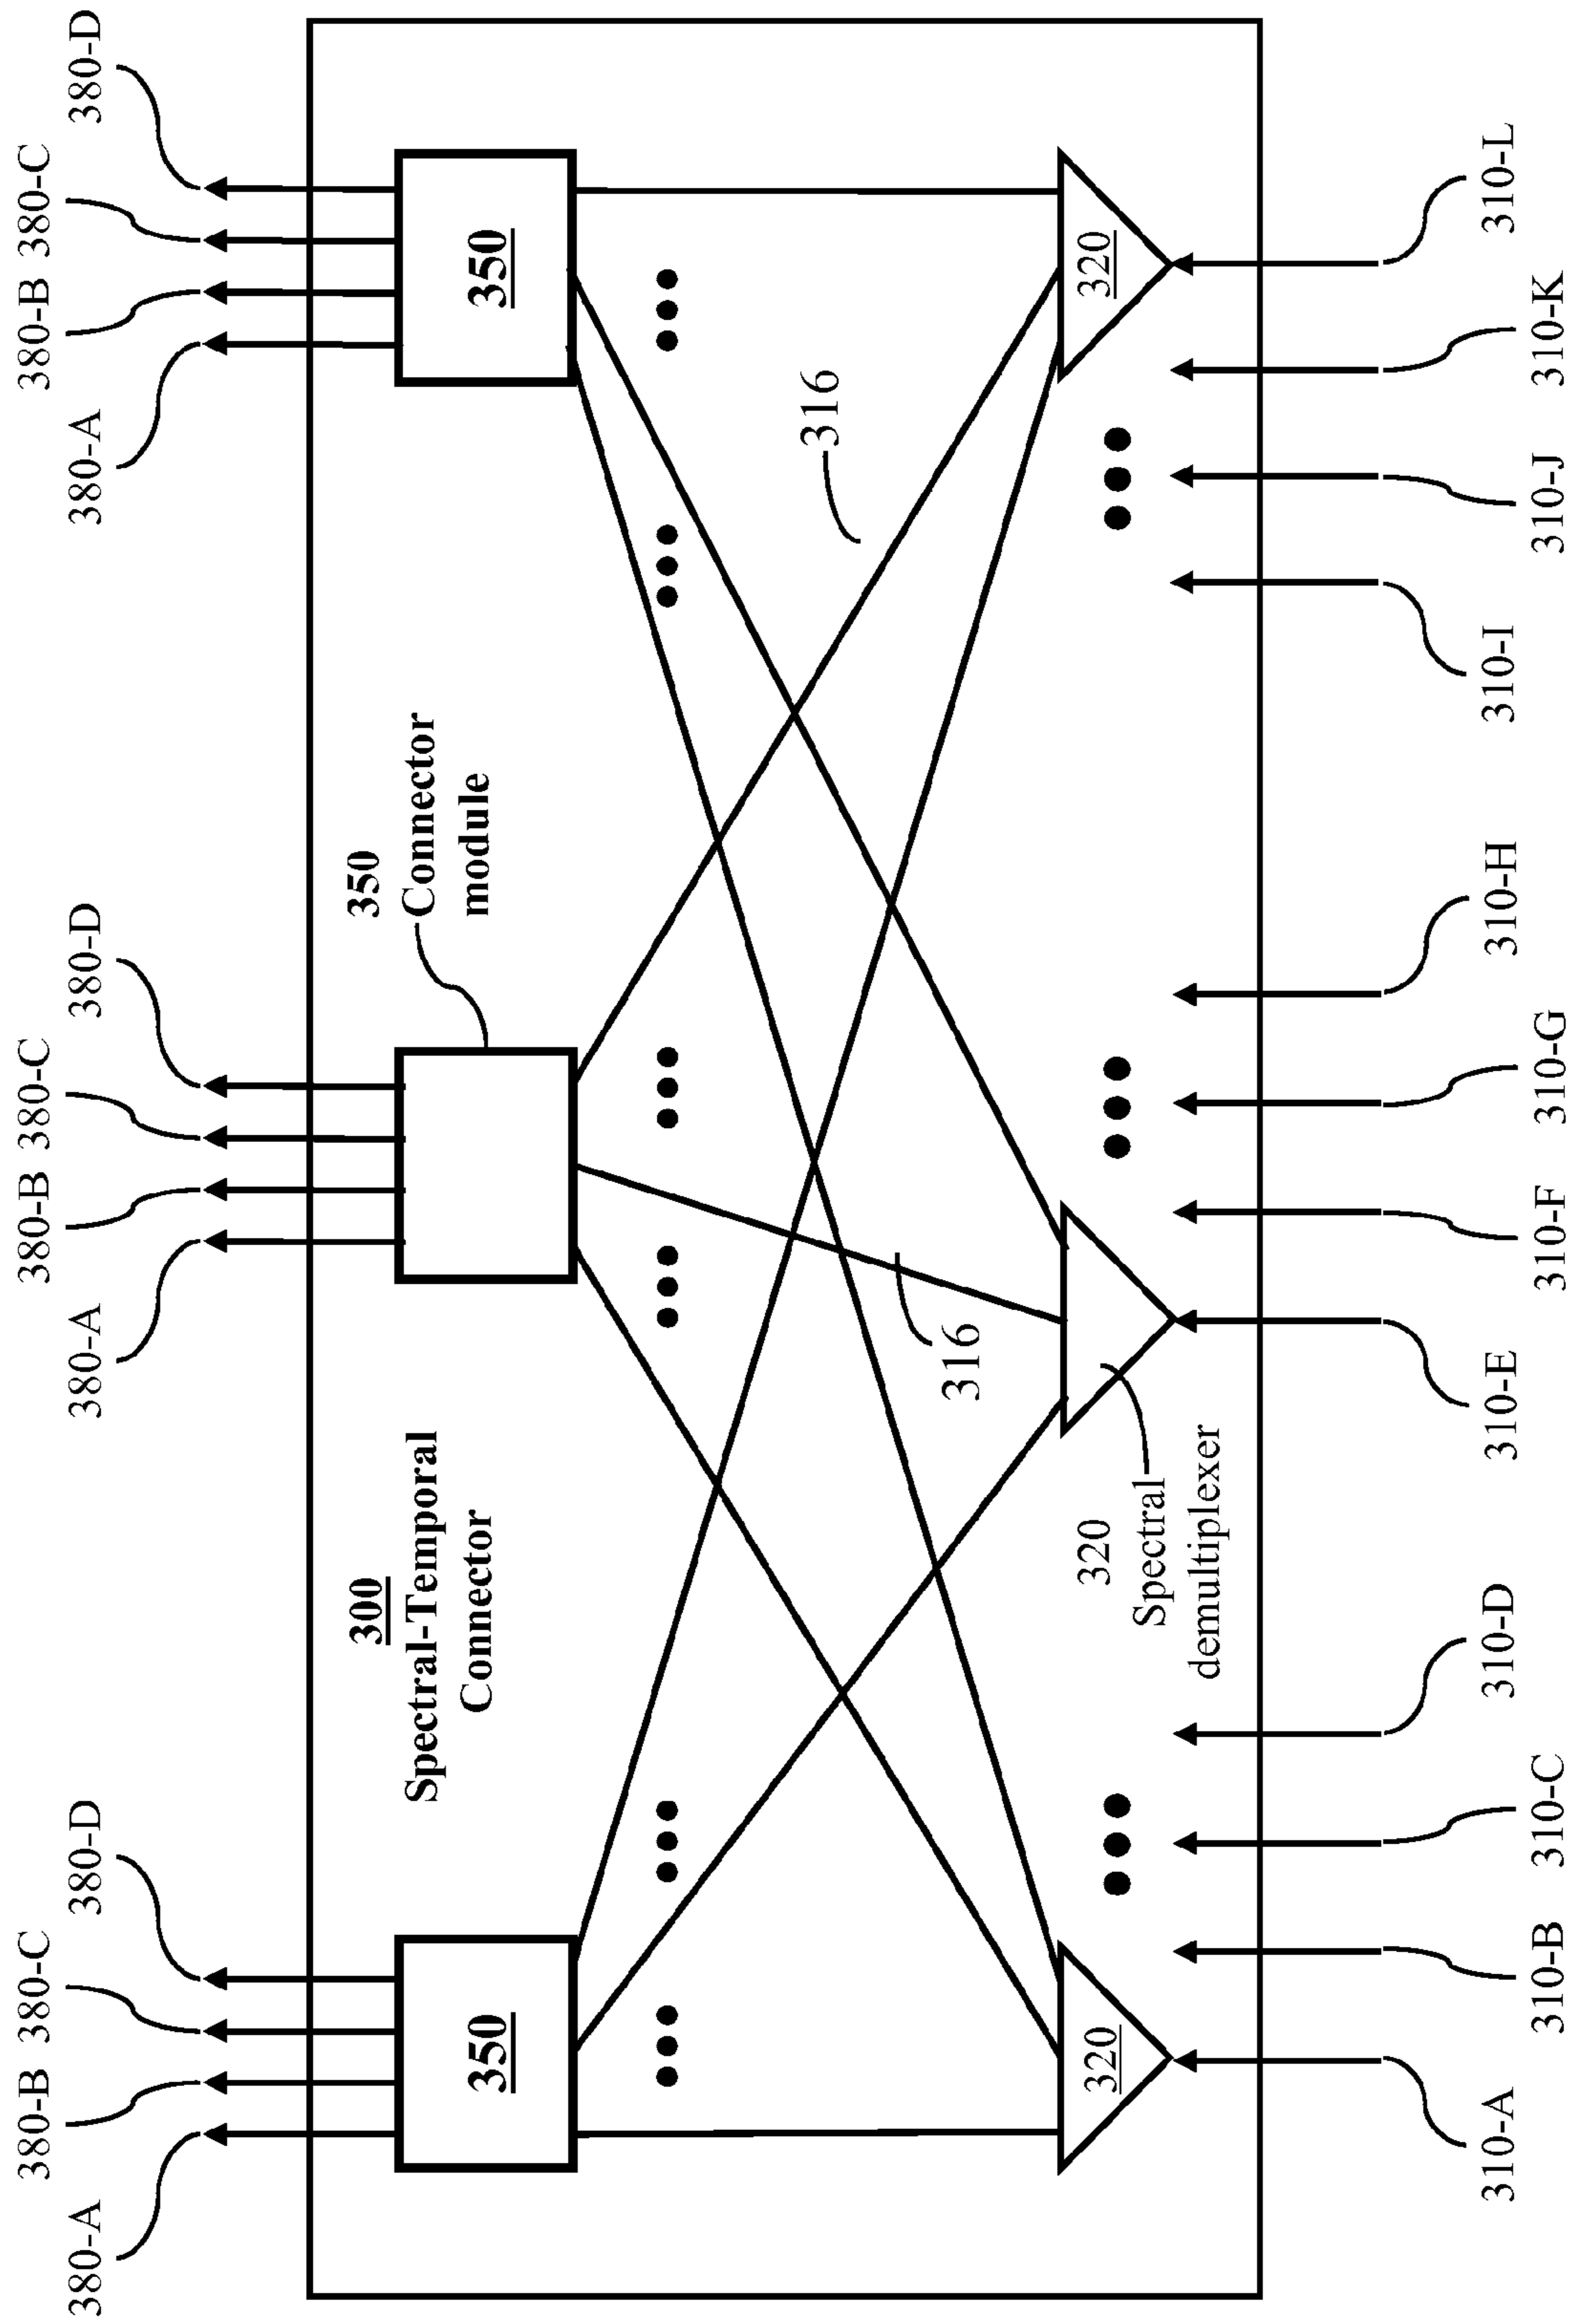 380-B
380-C
380-B
380-C
380-B
380-C
380-A
380-D
380-A
380-D
380-A
380-D
300
Spectral-Temporal
Connector
350
Connector
module
350
350
316
316
320
320
Spectral
demultiplexer
320
310-A
310-D
310-E
310-H
310-I
310-L
310-B
310-C
310-F
310-G
310-J
310-K